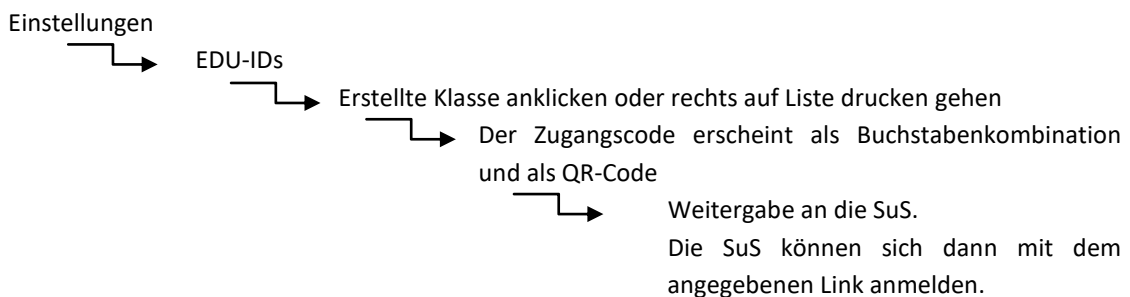 Einstellungen
EDU-IDs
Erstellte Klasse anklicken oder rechts auf Liste drucken gehen
Der Zugangscode erscheint als Buchstabenkombination
und als QR-Code
Weitergabe an die SuS.
Die SuS können sich dann mit dem
angegebenen Link anmelden.